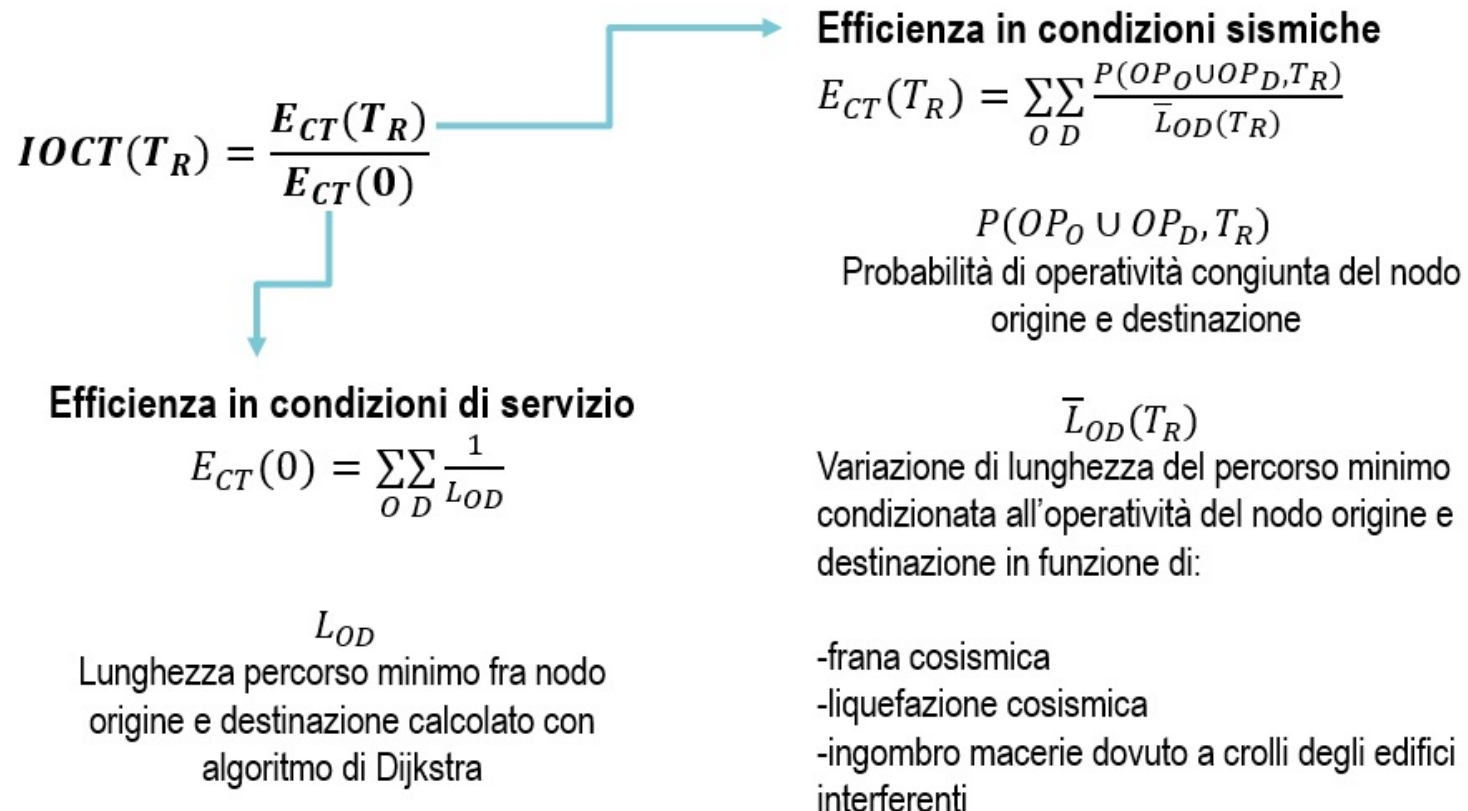 IOCT(T_R) = E_CT(T_R) / E_CT(0)
Efficienza in condizioni sismiche
E_CT(T_R) = ∑_O ∑_D P(OP_O∪OP_D,T_R) / L̅_OD(T_R)
P(OP_O ∪ OP_D, T_R)
Probabilità di operatività congiunta del nodo
origine e destinazione
L̅_OD(T_R)
Variazione di lunghezza del percorso minimo
condizionata all'operatività del nodo origine e
destinazione in funzione di:
-frana cosismica
-liquefazione cosismica
-ingombro macerie dovuto a crolli degli edifici
interferenti
Efficienza in condizioni di servizio
E_CT(0) = ∑_O ∑_D 1 / L_OD
L_OD
Lunghezza percorso minimo fra nodo
origine e destinazione calcolato con
algoritmo di Dijkstra